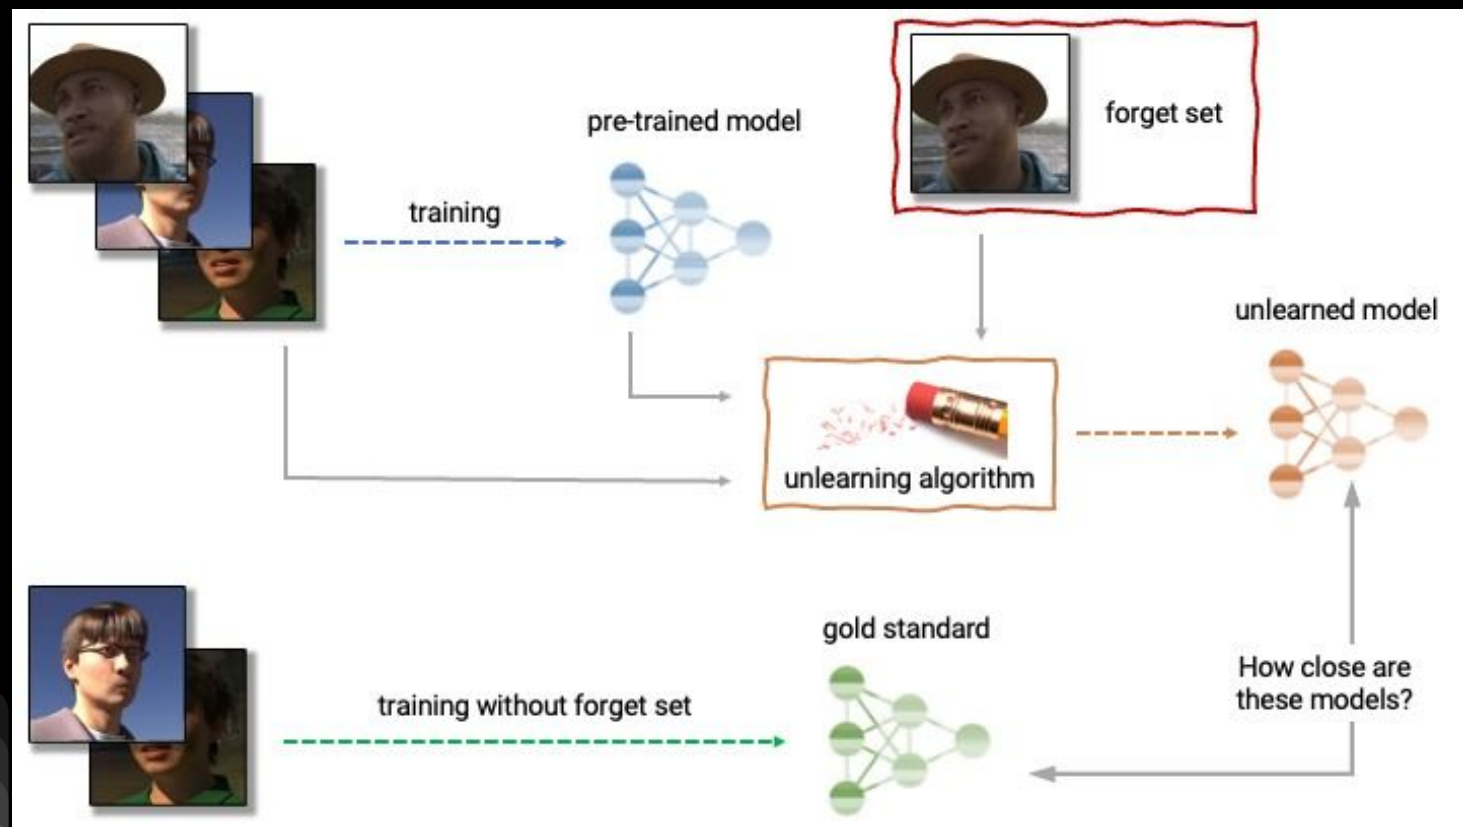 forget set
pre-trained model
training
unlearned model
unlearning algorithm
gold standard
How close are
these models?
training without forget set